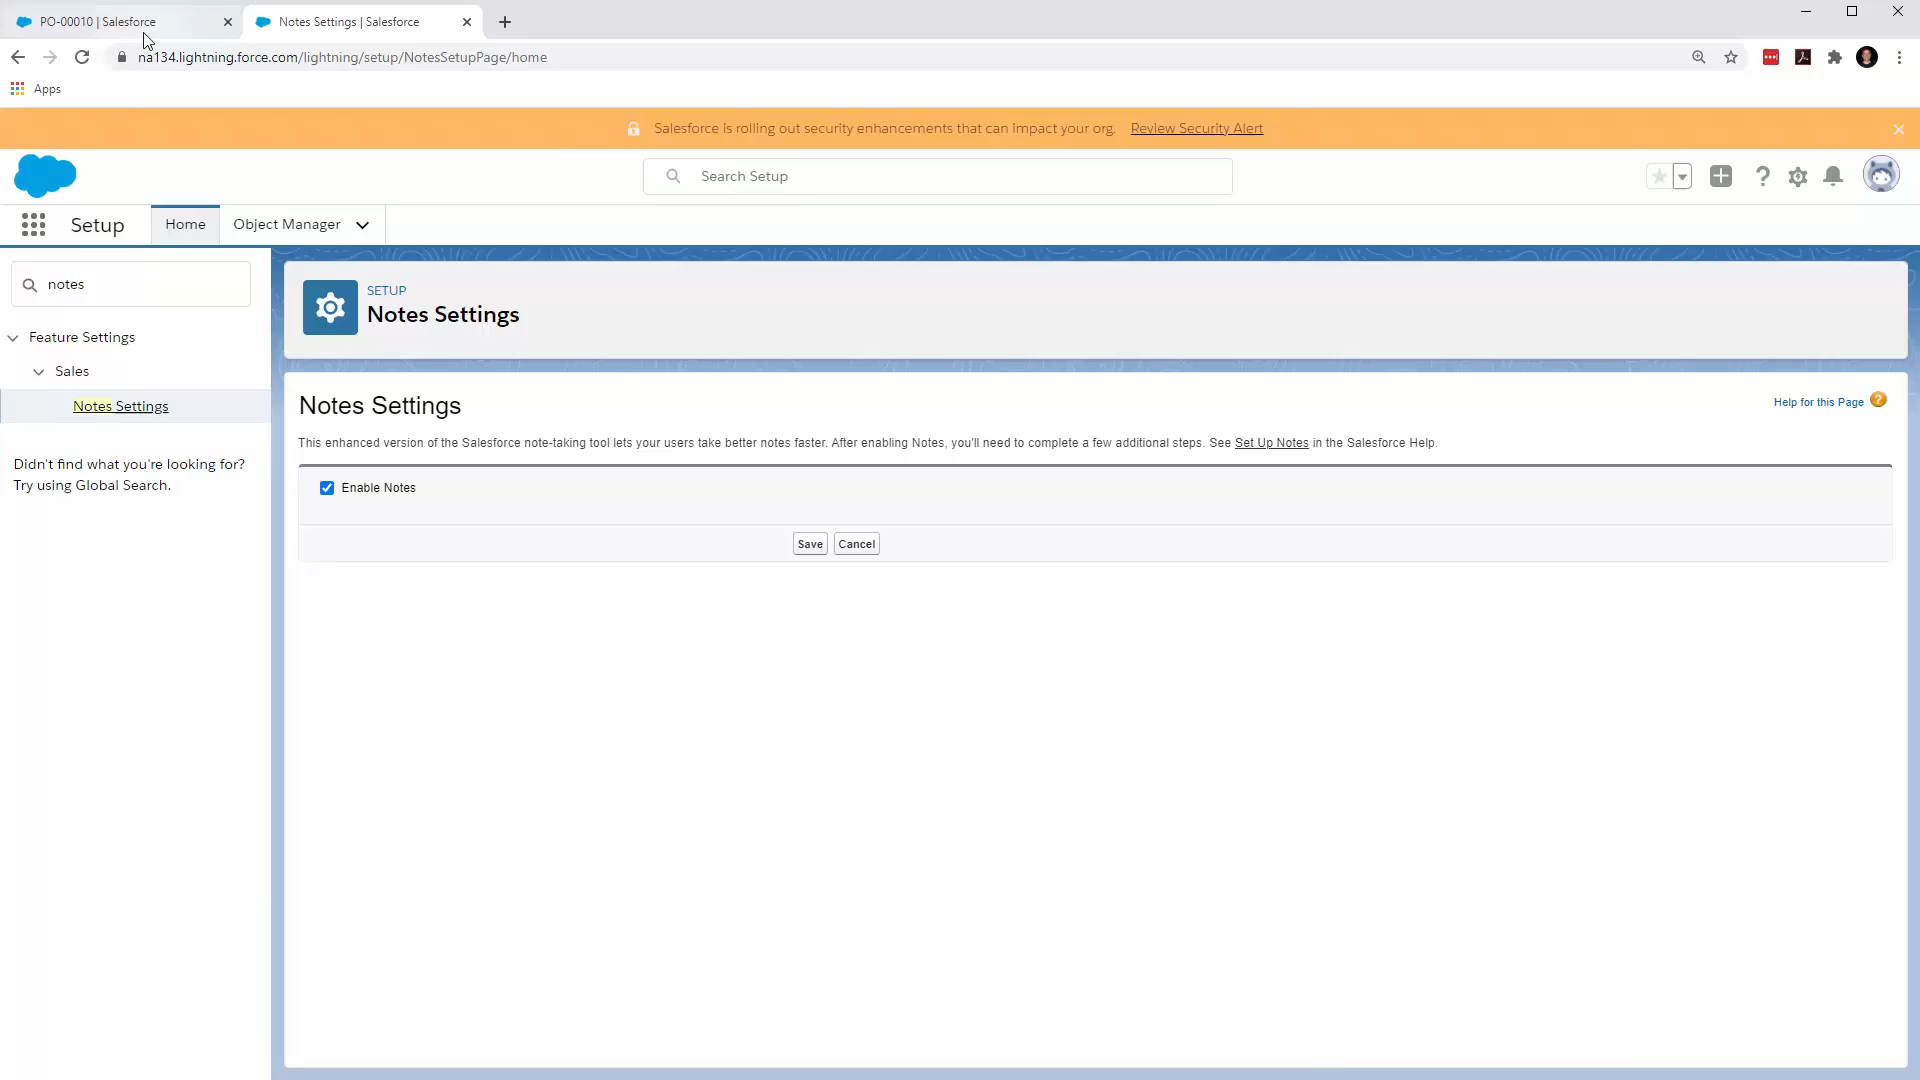 PO-00010 | Salesforce
Notes Settings | Salesforce
na134.lightning.force.com/lightning/setup/NotesSetupPage/home
Apps
Salesforce is rolling out security enhancements that can impact your org. Review Security Alert
Search Setup
Setup
Home
Object Manager
notes
SETUP
Notes Settings
Feature Settings
Sales
Notes Settings
Didn't find what you're looking for?
Try using Global Search.
Notes Settings
Help for this Page
This enhanced version of the Salesforce note-taking tool lets your users take better notes faster. After enabling Notes, you'll need to complete a few additional steps. See Set Up Notes in the Salesforce Help.
Enable Notes
Save
Cancel